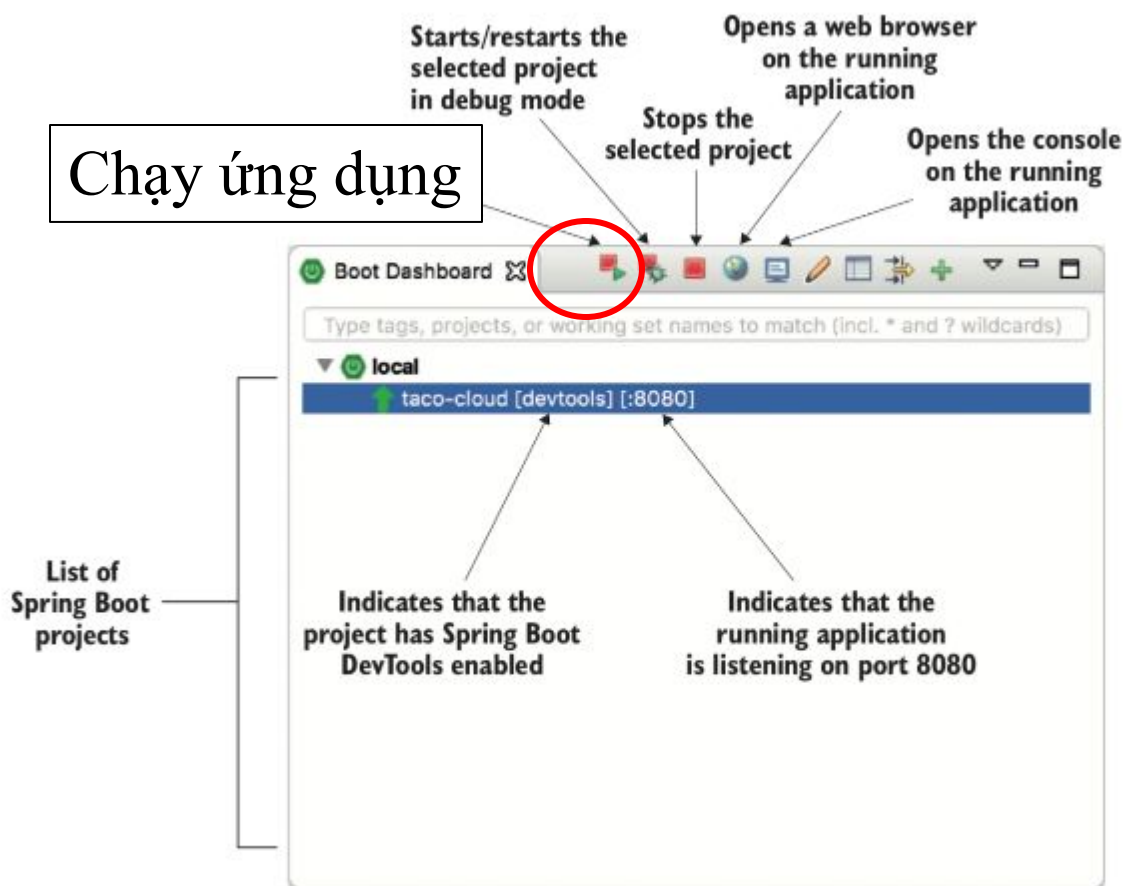 Starts/restarts the
selected project
in debug mode
Opens a web browser
on the running
application
Stops the
selected project
Opens the console
on the running
application
Chạy ứng dụng
Boot Dashboard
Type tags, projects, or working set names to match (incl. * and ? wildcards)
local
taco-cloud [devtools] [:8080]
List of
Spring Boot
projects
Indicates that the
project has Spring Boot
DevTools enabled
Indicates that the
running application
is listening on port 8080